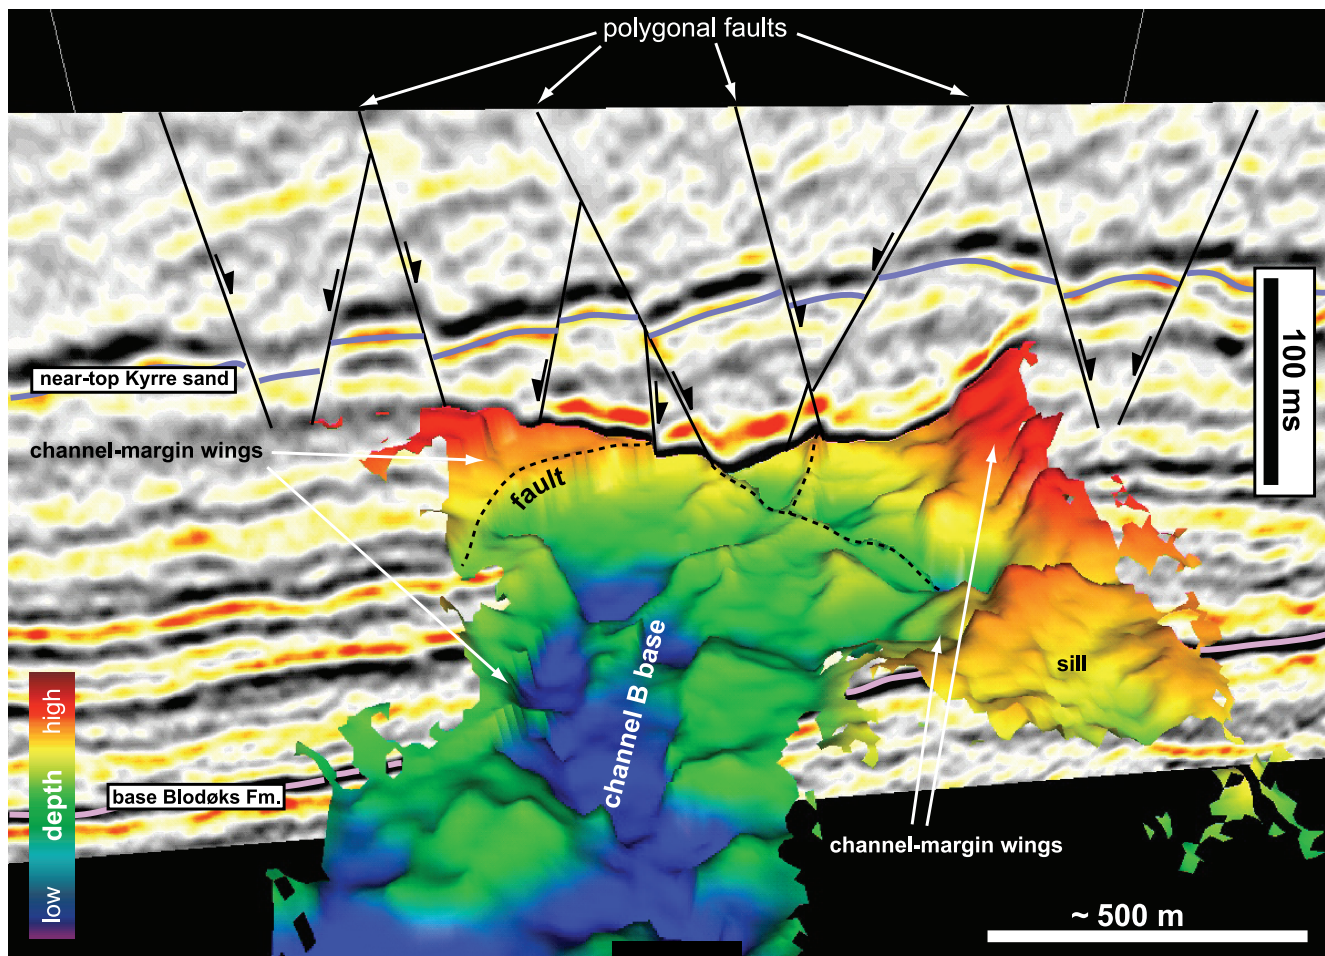 polygonal faults
near-top Kyrre sand
100 ms
channel-margin wings
fault
channel B base
sill
high
depth
low
base Blodøks Fm.
channel-margin wings
~ 500 m